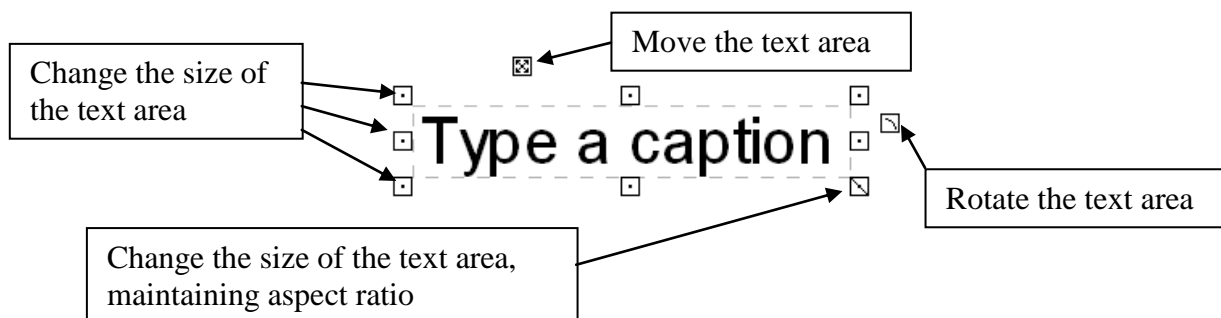 Move the text area
Change the size of
the text area
Type a caption
Rotate the text area
Change the size of the text area,
maintaining aspect ratio